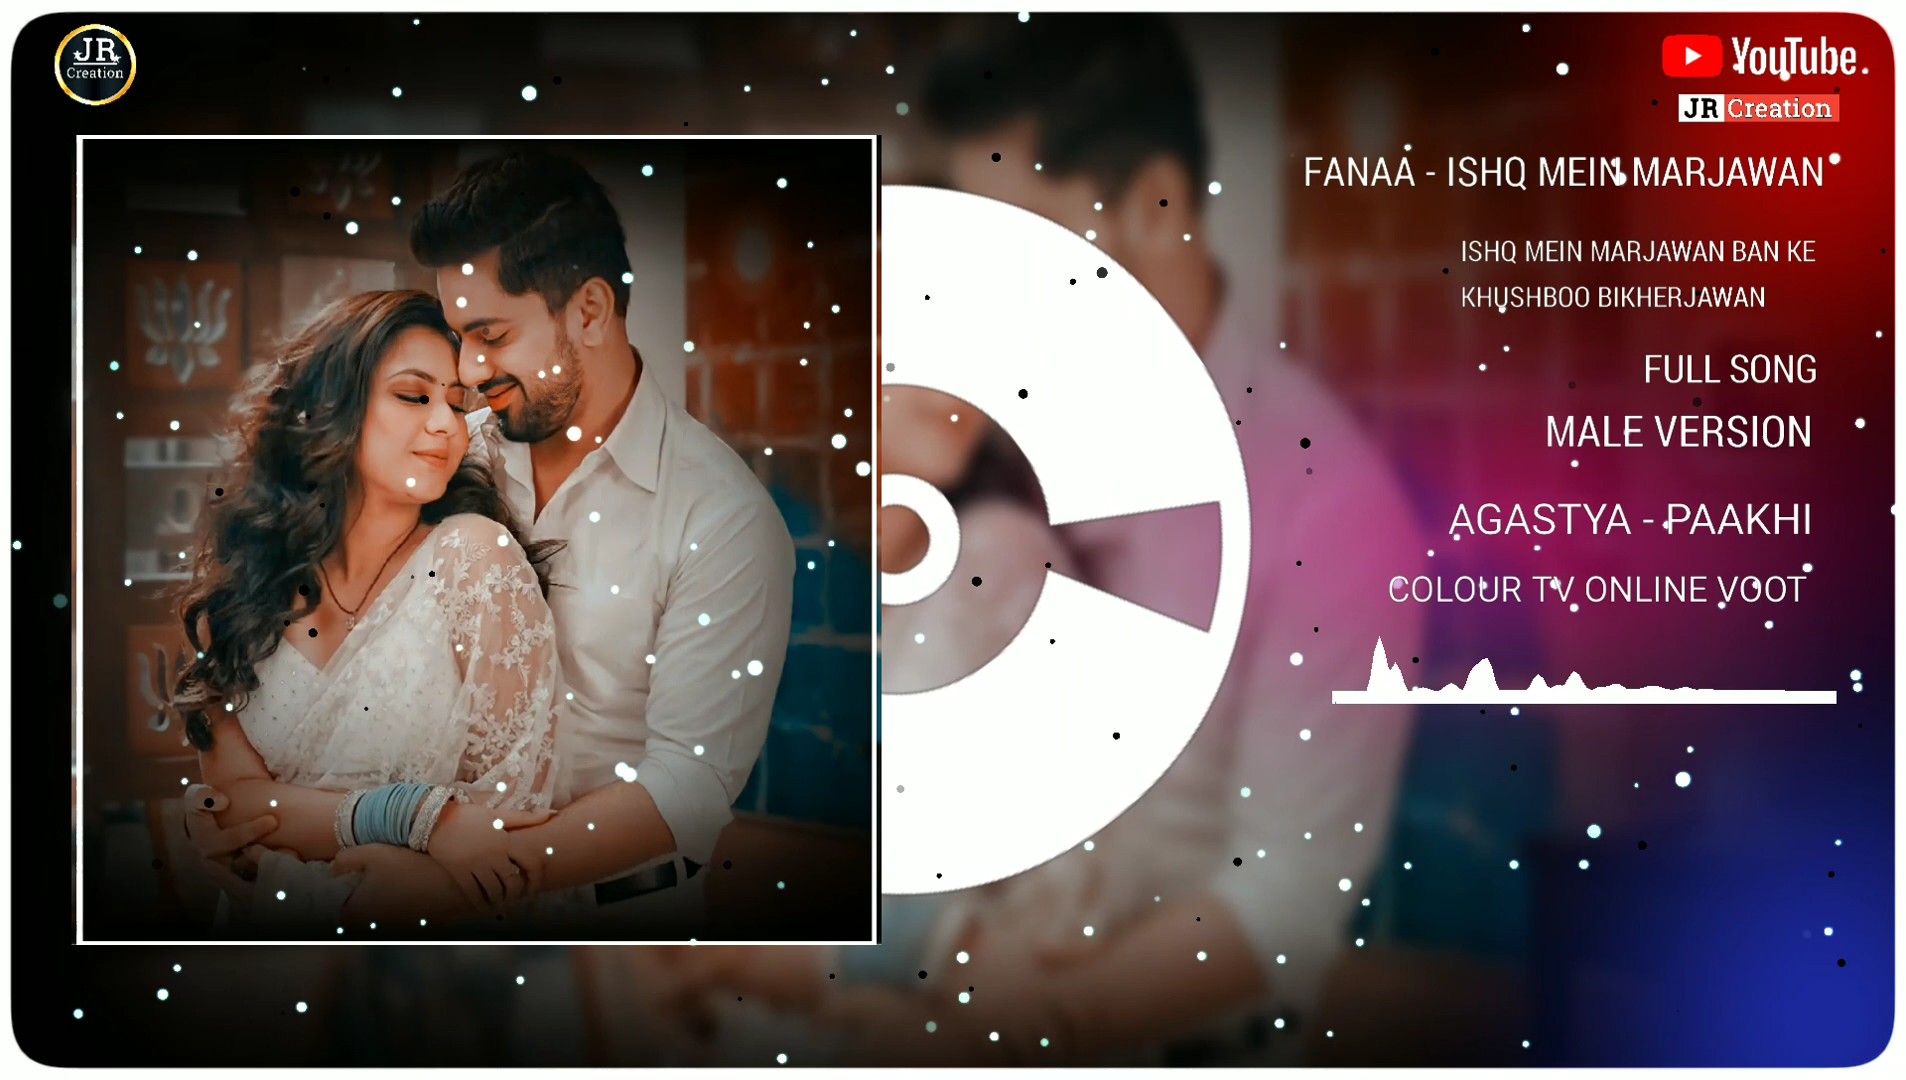 JR
Creation
YouTube
JR Creation
FANAA - ISHQ MEIN MARJAWAN
ISHQ MEIN MARJAWAN BAN KE
KHUSHBOO BIKHERJAWAN
FULL SONG
MALE VERSION
AGASTYA - PAAKHI
COLOUR TV ONLINE VOOT